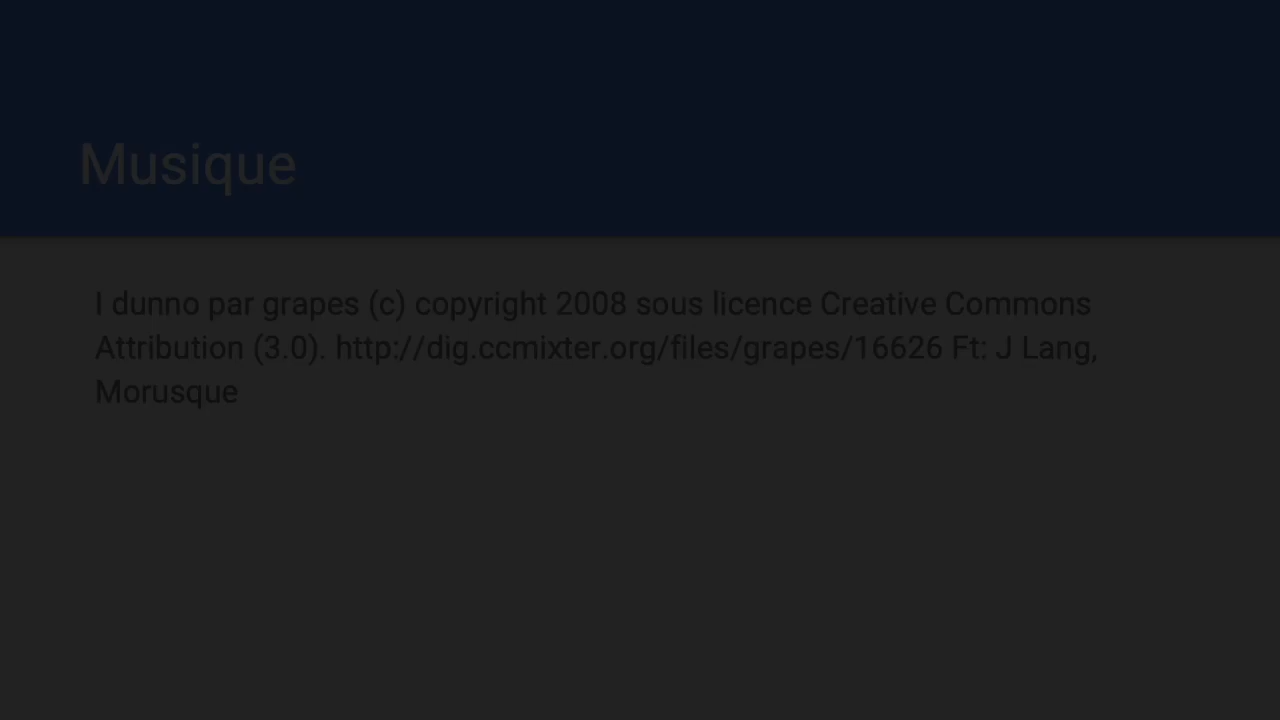 Musique
I dunno par grapes (c) copyright 2008 sous licence Creative Commons
Attribution (3.0). http://dig.ccmixter.org/files/grapes/16626 Ft: J Lang,
Morusque